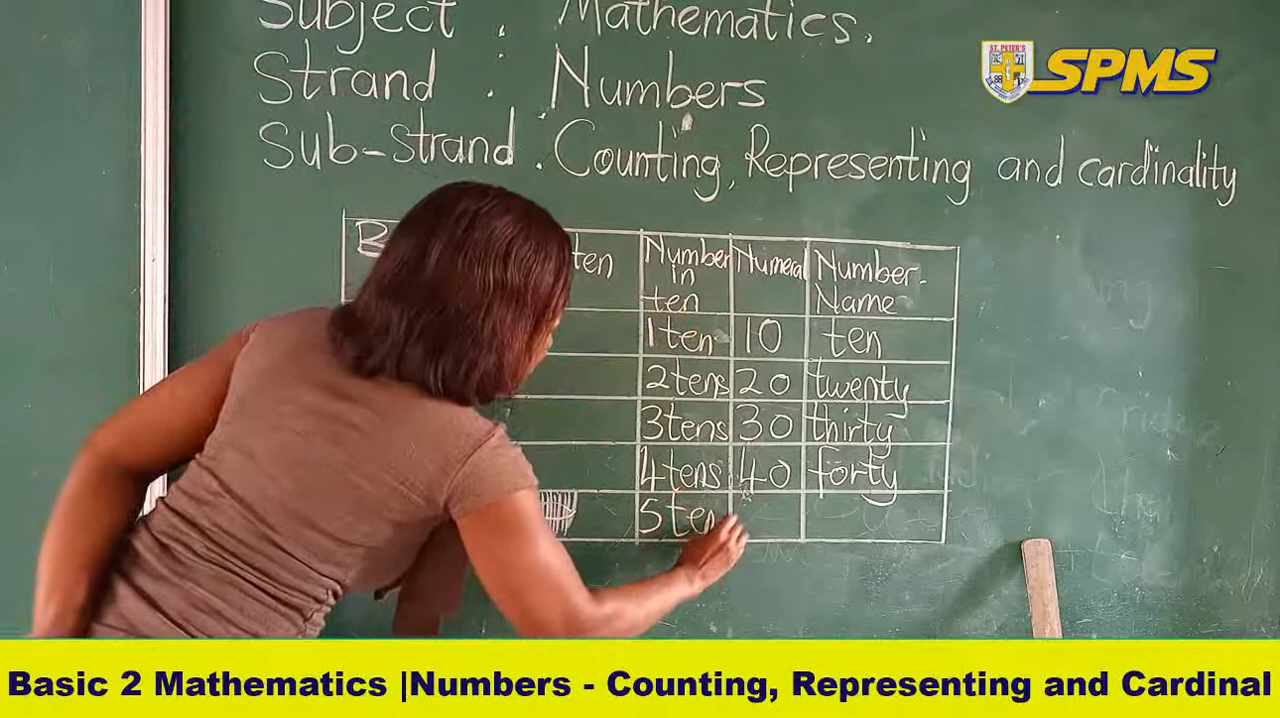 Subject : Mathematics.
Strand : Numbers
Sub-strand . Counting, Representing and cardinality
ST. PETER'S
SPMS
ten
Number in ten
Numeral
Number Name
1ten 10 ten
2tens 20 twenty
3tens 30 thirty
4tens 40 forty
5ten
Basic 2 Mathematics |Numbers - Counting, Representing and Cardinal